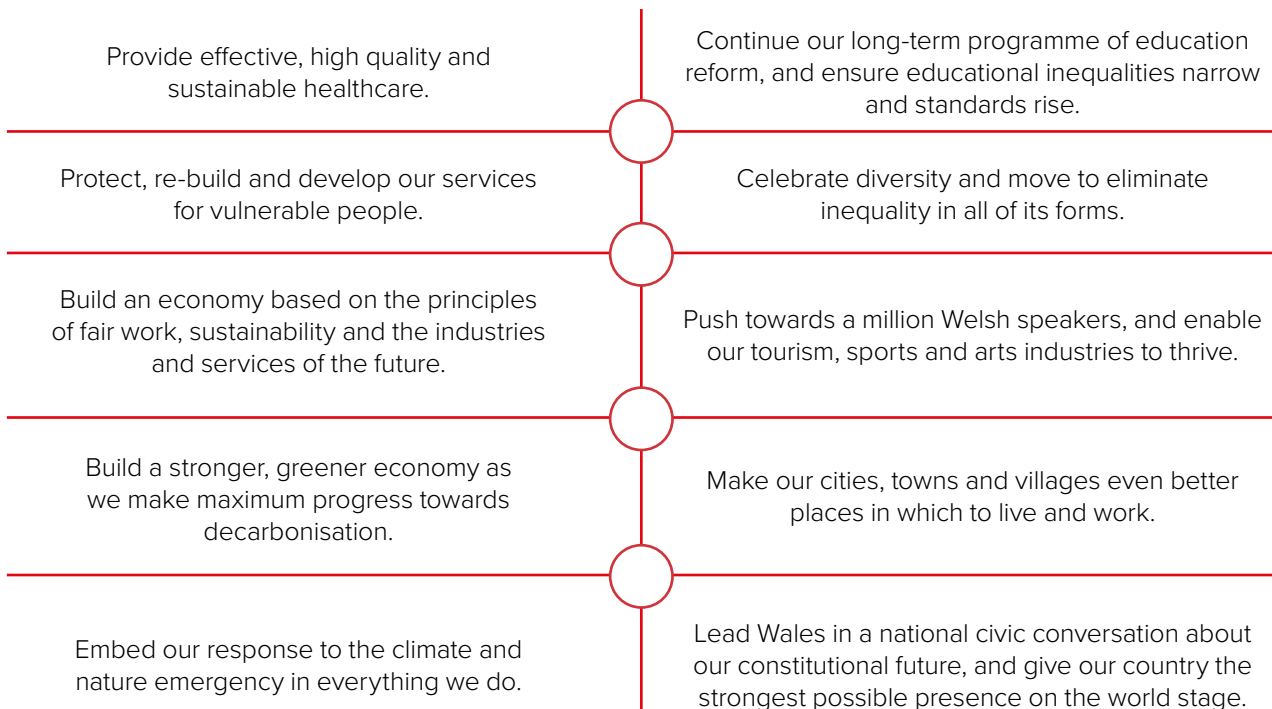 Provide effective, high quality and
sustainable healthcare.
Continue our long-term programme of education
reform, and ensure educational inequalities narrow
and standards rise.
Protect, re-build and develop our services
for vulnerable people.
Celebrate diversity and move to eliminate
inequality in all of its forms.
Build an economy based on the principles
of fair work, sustainability and the industries
and services of the future.
Push towards a million Welsh speakers, and enable
our tourism, sports and arts industries to thrive.
Build a stronger, greener economy as
we make maximum progress towards
decarbonisation.
Make our cities, towns and villages even better
places in which to live and work.
Embed our response to the climate and
nature emergency in everything we do.
Lead Wales in a national civic conversation about
our constitutional future, and give our country the
strongest possible presence on the world stage.